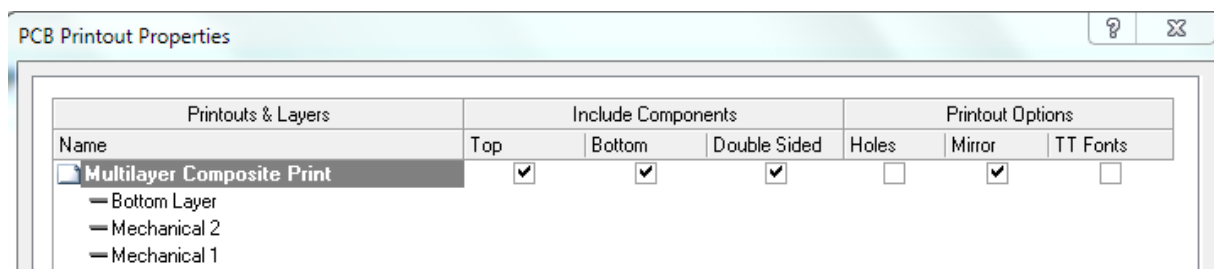 PCB Printout Properties
Printouts & Layers Include Components Printout Options
Name Top Bottom Double Sided Holes Mirror TT Fonts
Multilayer Composite Print
Bottom Layer
Mechanical 2
Mechanical 1